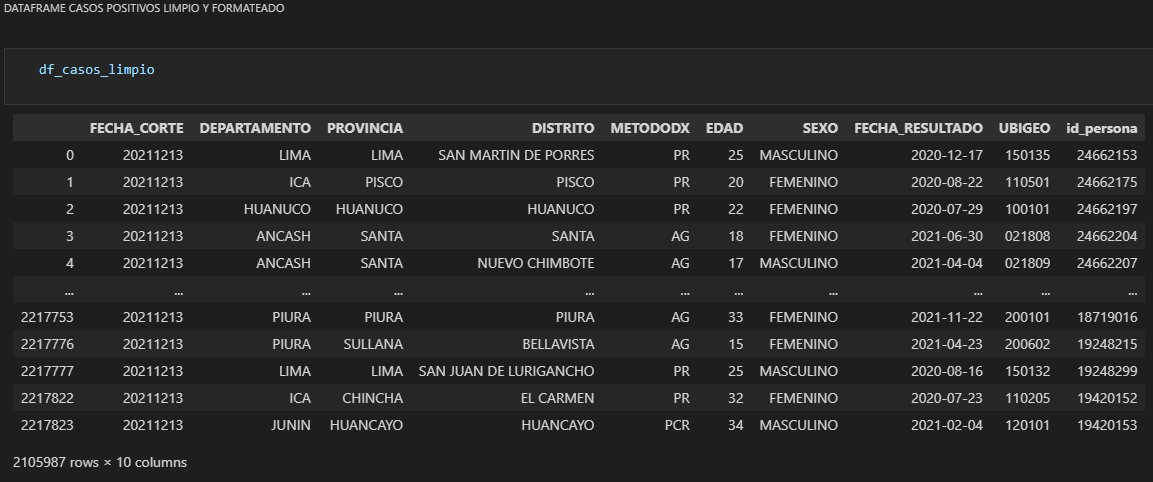 DATAFRAME CASOS POSITIVOS LIMPIO Y FORMATEADO
df_casos_limpio
FECHA_CORTE DEPARTAMENTO PROVINCIA DISTRITO METODODX EDAD SEXO FECHA_RESULTADO UBIGEO id_persona
0 20211213 LIMA LIMA SAN MARTIN DE PORRES PR 25 MASCULINO 2020-12-17 150135 24662153
1 20211213 ICA PISCO PISCO PR 20 FEMENINO 2020-08-22 110501 24662175
2 20211213 HUANUCO HUANUCO HUANUCO PR 22 FEMENINO 2020-07-29 100101 24662197
3 20211213 ANCASH SANTA SANTA AG 18 FEMENINO 2021-06-30 021808 24662204
4 20211213 ANCASH SANTA NUEVO CHIMBOTE AG 17 MASCULINO 2021-04-04 021809 24662207
... ... ... ... ... ... ... ... ... ... ...
2217753 20211213 PIURA PIURA PIURA AG 33 FEMENINO 2021-11-22 200101 18719016
2217776 20211213 PIURA SULLANA BELLAVISTA AG 15 FEMENINO 2021-04-23 200602 19248215
2217777 20211213 LIMA LIMA SAN JUAN DE LURIGANCHO PR 25 MASCULINO 2020-08-16 150132 19248299
2217822 20211213 ICA CHINCHA EL CARMEN PR 32 FEMENINO 2020-07-23 110205 19420152
2217823 20211213 JUNIN HUANCAYO HUANCAYO PCR 34 MASCULINO 2021-02-04 120101 19420153
2105987 rows × 10 columns